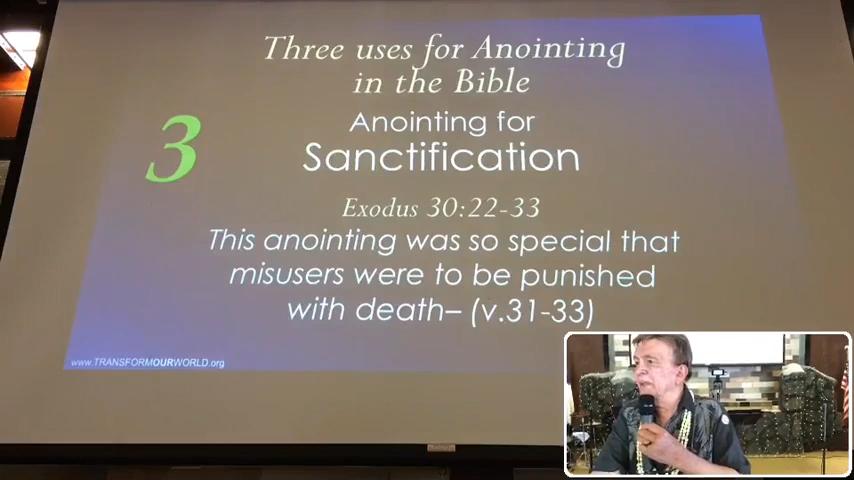 Three uses for Anointing
in the Bible
3
Anointing for
Sanctification
Exodus 30:22-33
This anointing was so special that
misusers were to be punished
with death– (v.31-33)
www.TRANSFORMOURWORLD.org